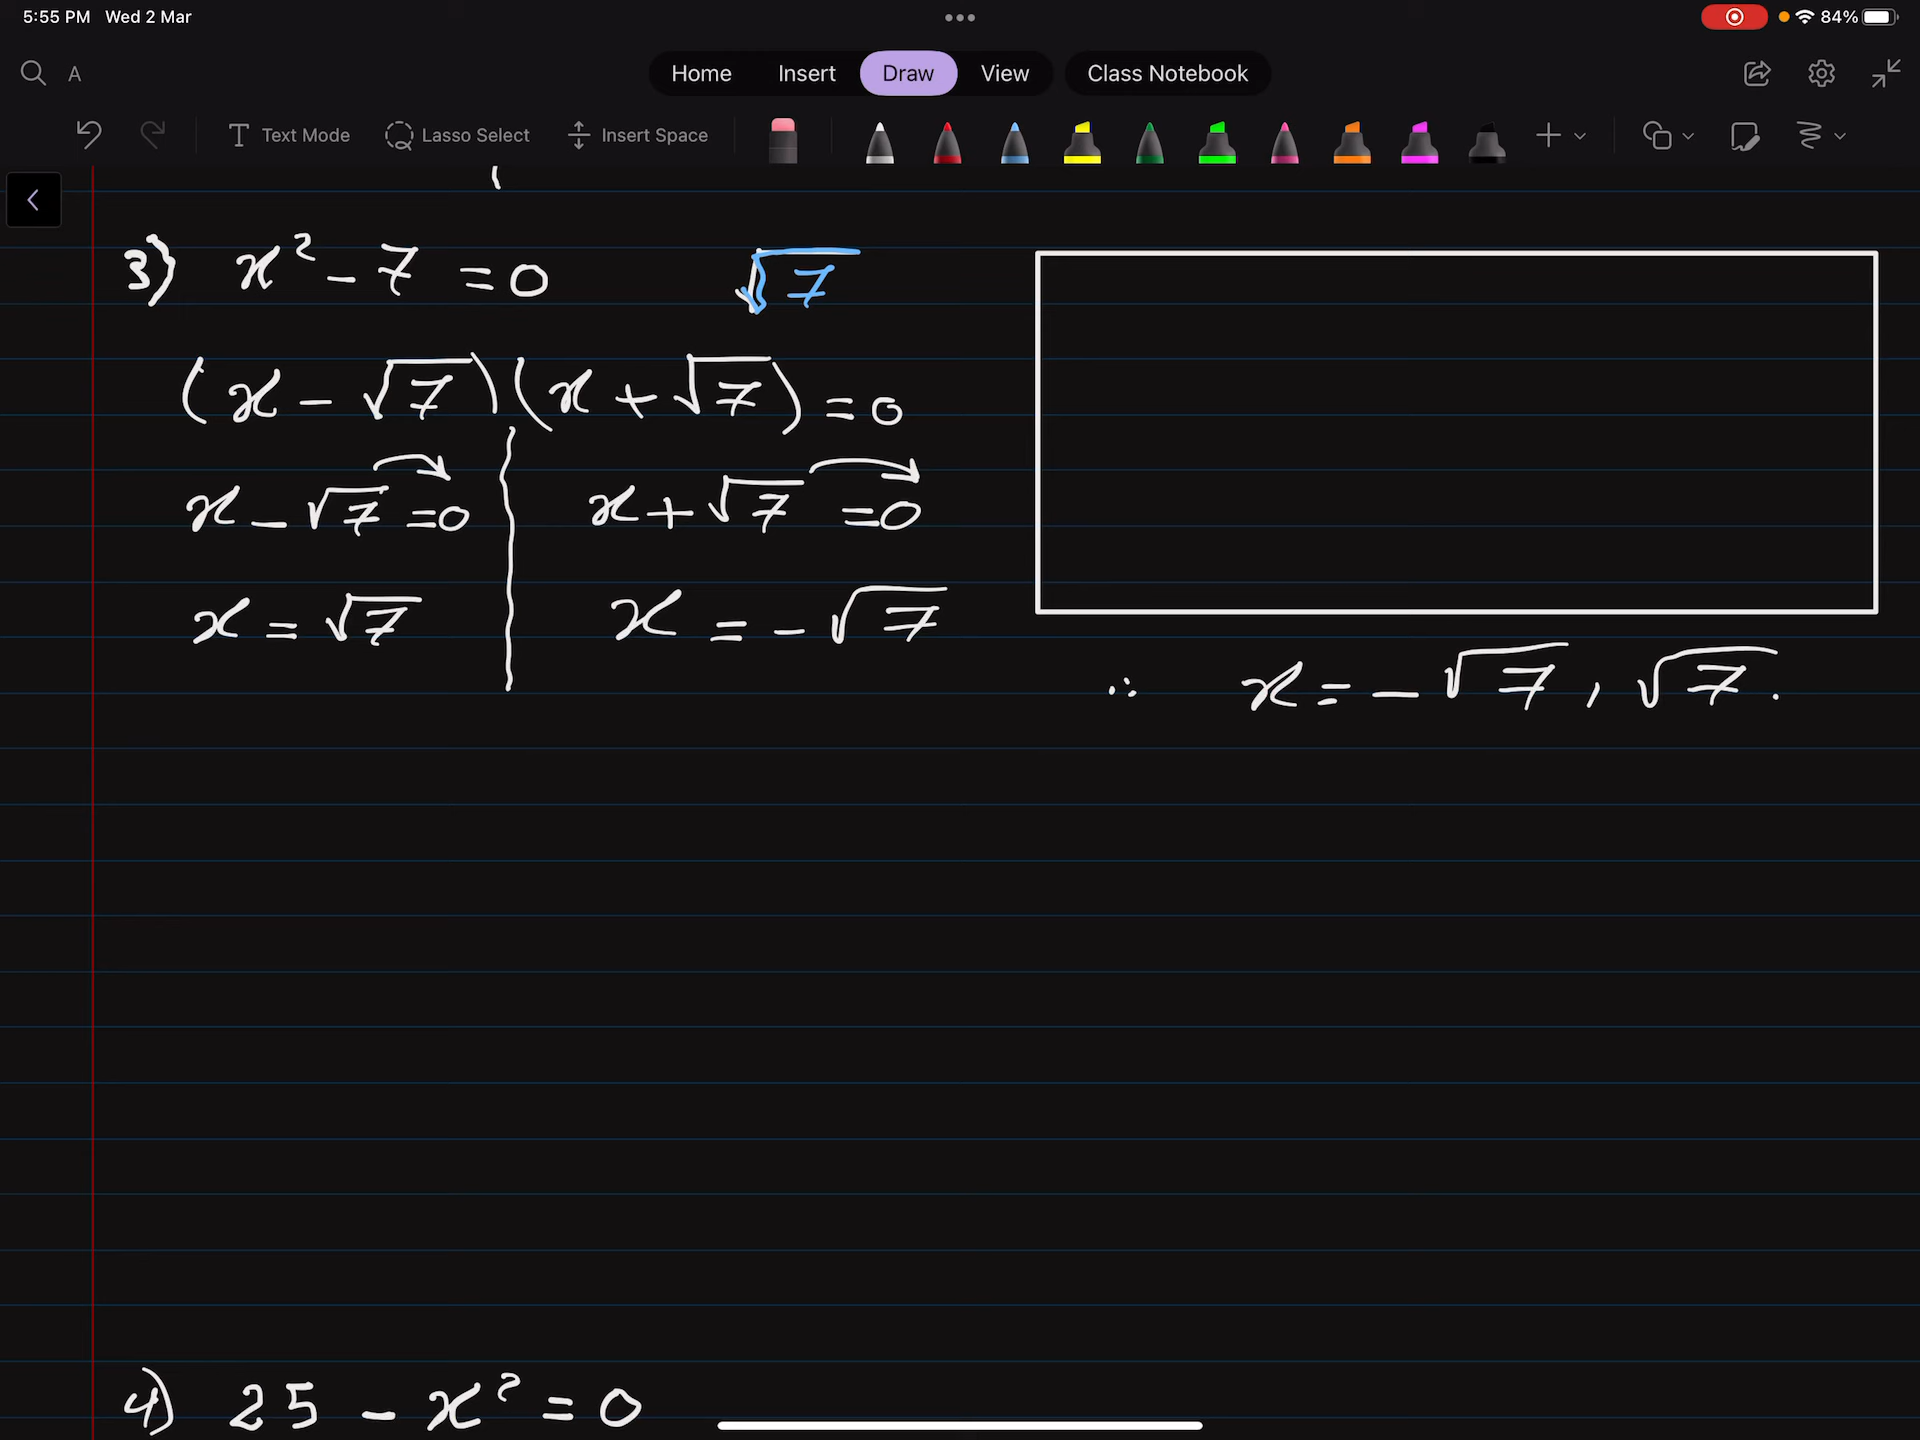 5:55 PM Wed 2 Mar
84%
A
Home Insert Draw View Class Notebook
Text Mode Lasso Select Insert Space
3) x² - 7 = 0 √7
(x - √7)(x + √7) = 0
x - √7 = 0 x + √7 = 0
x = √7 x = - √7
∴ x = - √7 , √7 .
4) 25 - x² = 0